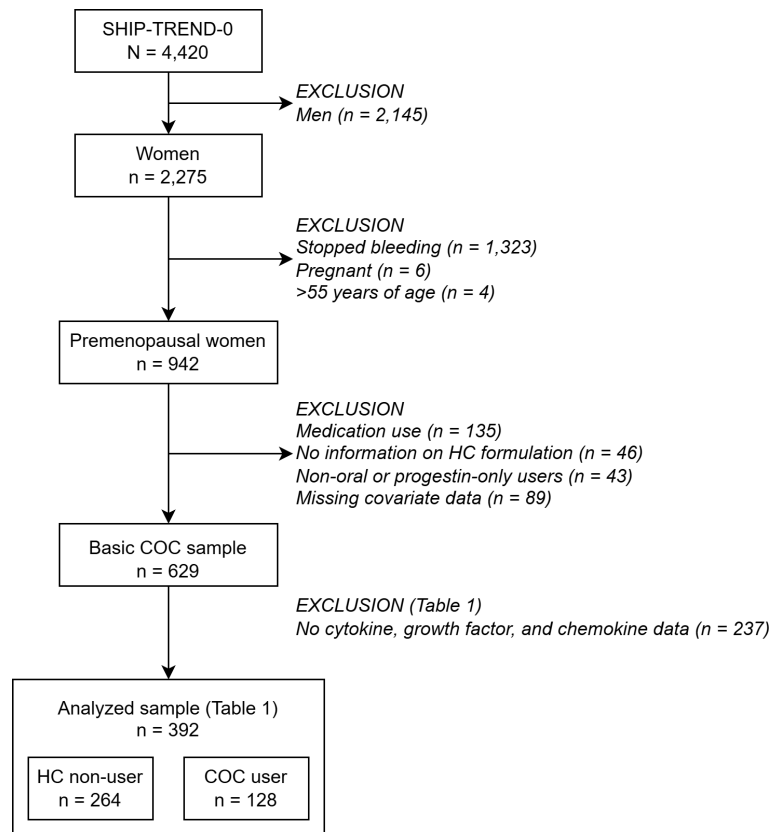 SHIP-TREND-0
N = 4,420
EXCLUSION
Men (n = 2,145)
Women
n = 2,275
EXCLUSION
Stopped bleeding (n = 1,323)
Pregnant (n = 6)
>55 years of age (n = 4)
Premenopausal women
n = 942
EXCLUSION
Medication use (n = 135)
No information on HC formulation (n = 46)
Non-oral or progestin-only users (n = 43)
Missing covariate data (n = 89)
Basic COC sample
n = 629
EXCLUSION (Table 1)
No cytokine, growth factor, and chemokine data (n = 237)
Analyzed sample (Table 1)
n = 392
HC non-user
n = 264
COC user
n = 128